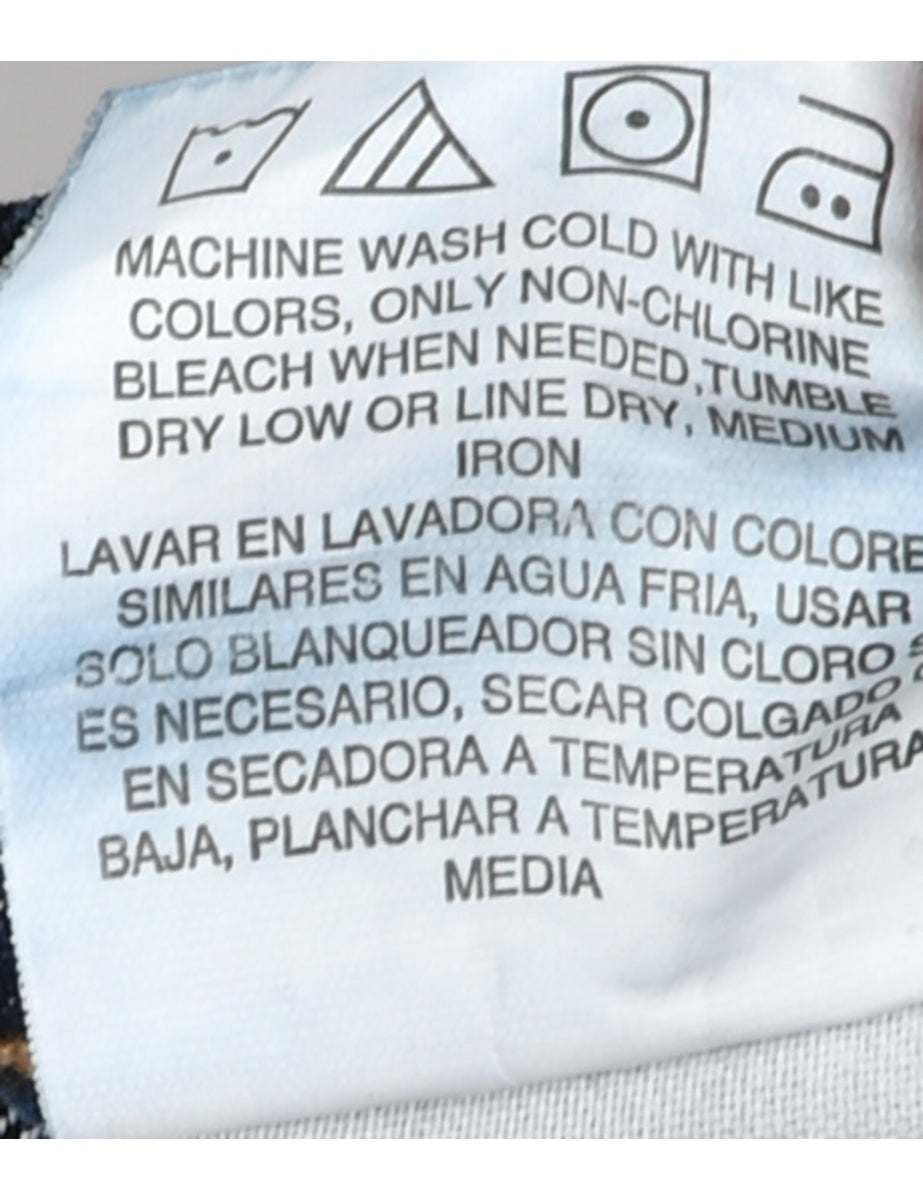 MACHINE WASH COLD WITH LIKE
COLORS, ONLY NON-CHLORINE
BLEACH WHEN NEEDED,TUMBLE
DRY LOW OR LINE DRY, MEDIUM
IRON
LAVAR EN LAVADORA CON COLORE
SIMILARES EN AGUA FRIA, USAR
SOLO BLANQUEADOR SIN CLORO
ES NECESARIO, SECAR COLGADO
EN SECADORA A TEMPERATURA
BAJA, PLANCHAR A TEMPERATURA
MEDIA